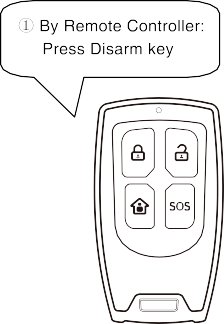 ① By Remote Controller:
Press Disarm key
SOS